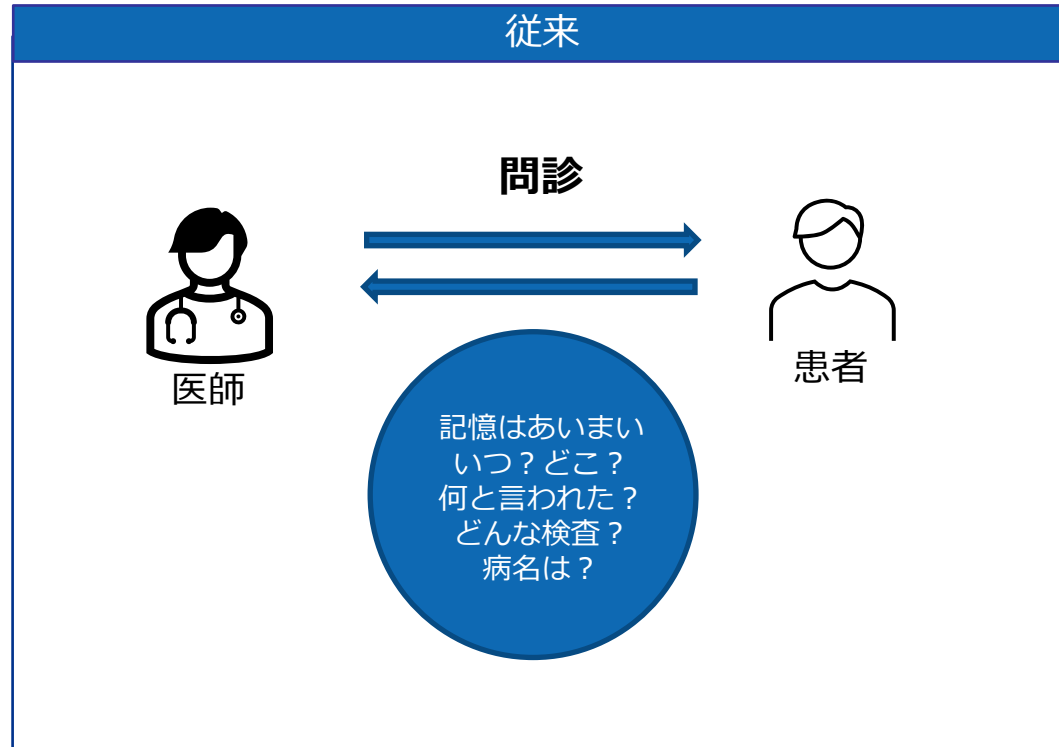 従来
問診
医師
患者
記憶はあいまい
いつ？どこ？
何と言われた？
どんな検査？
病名は？